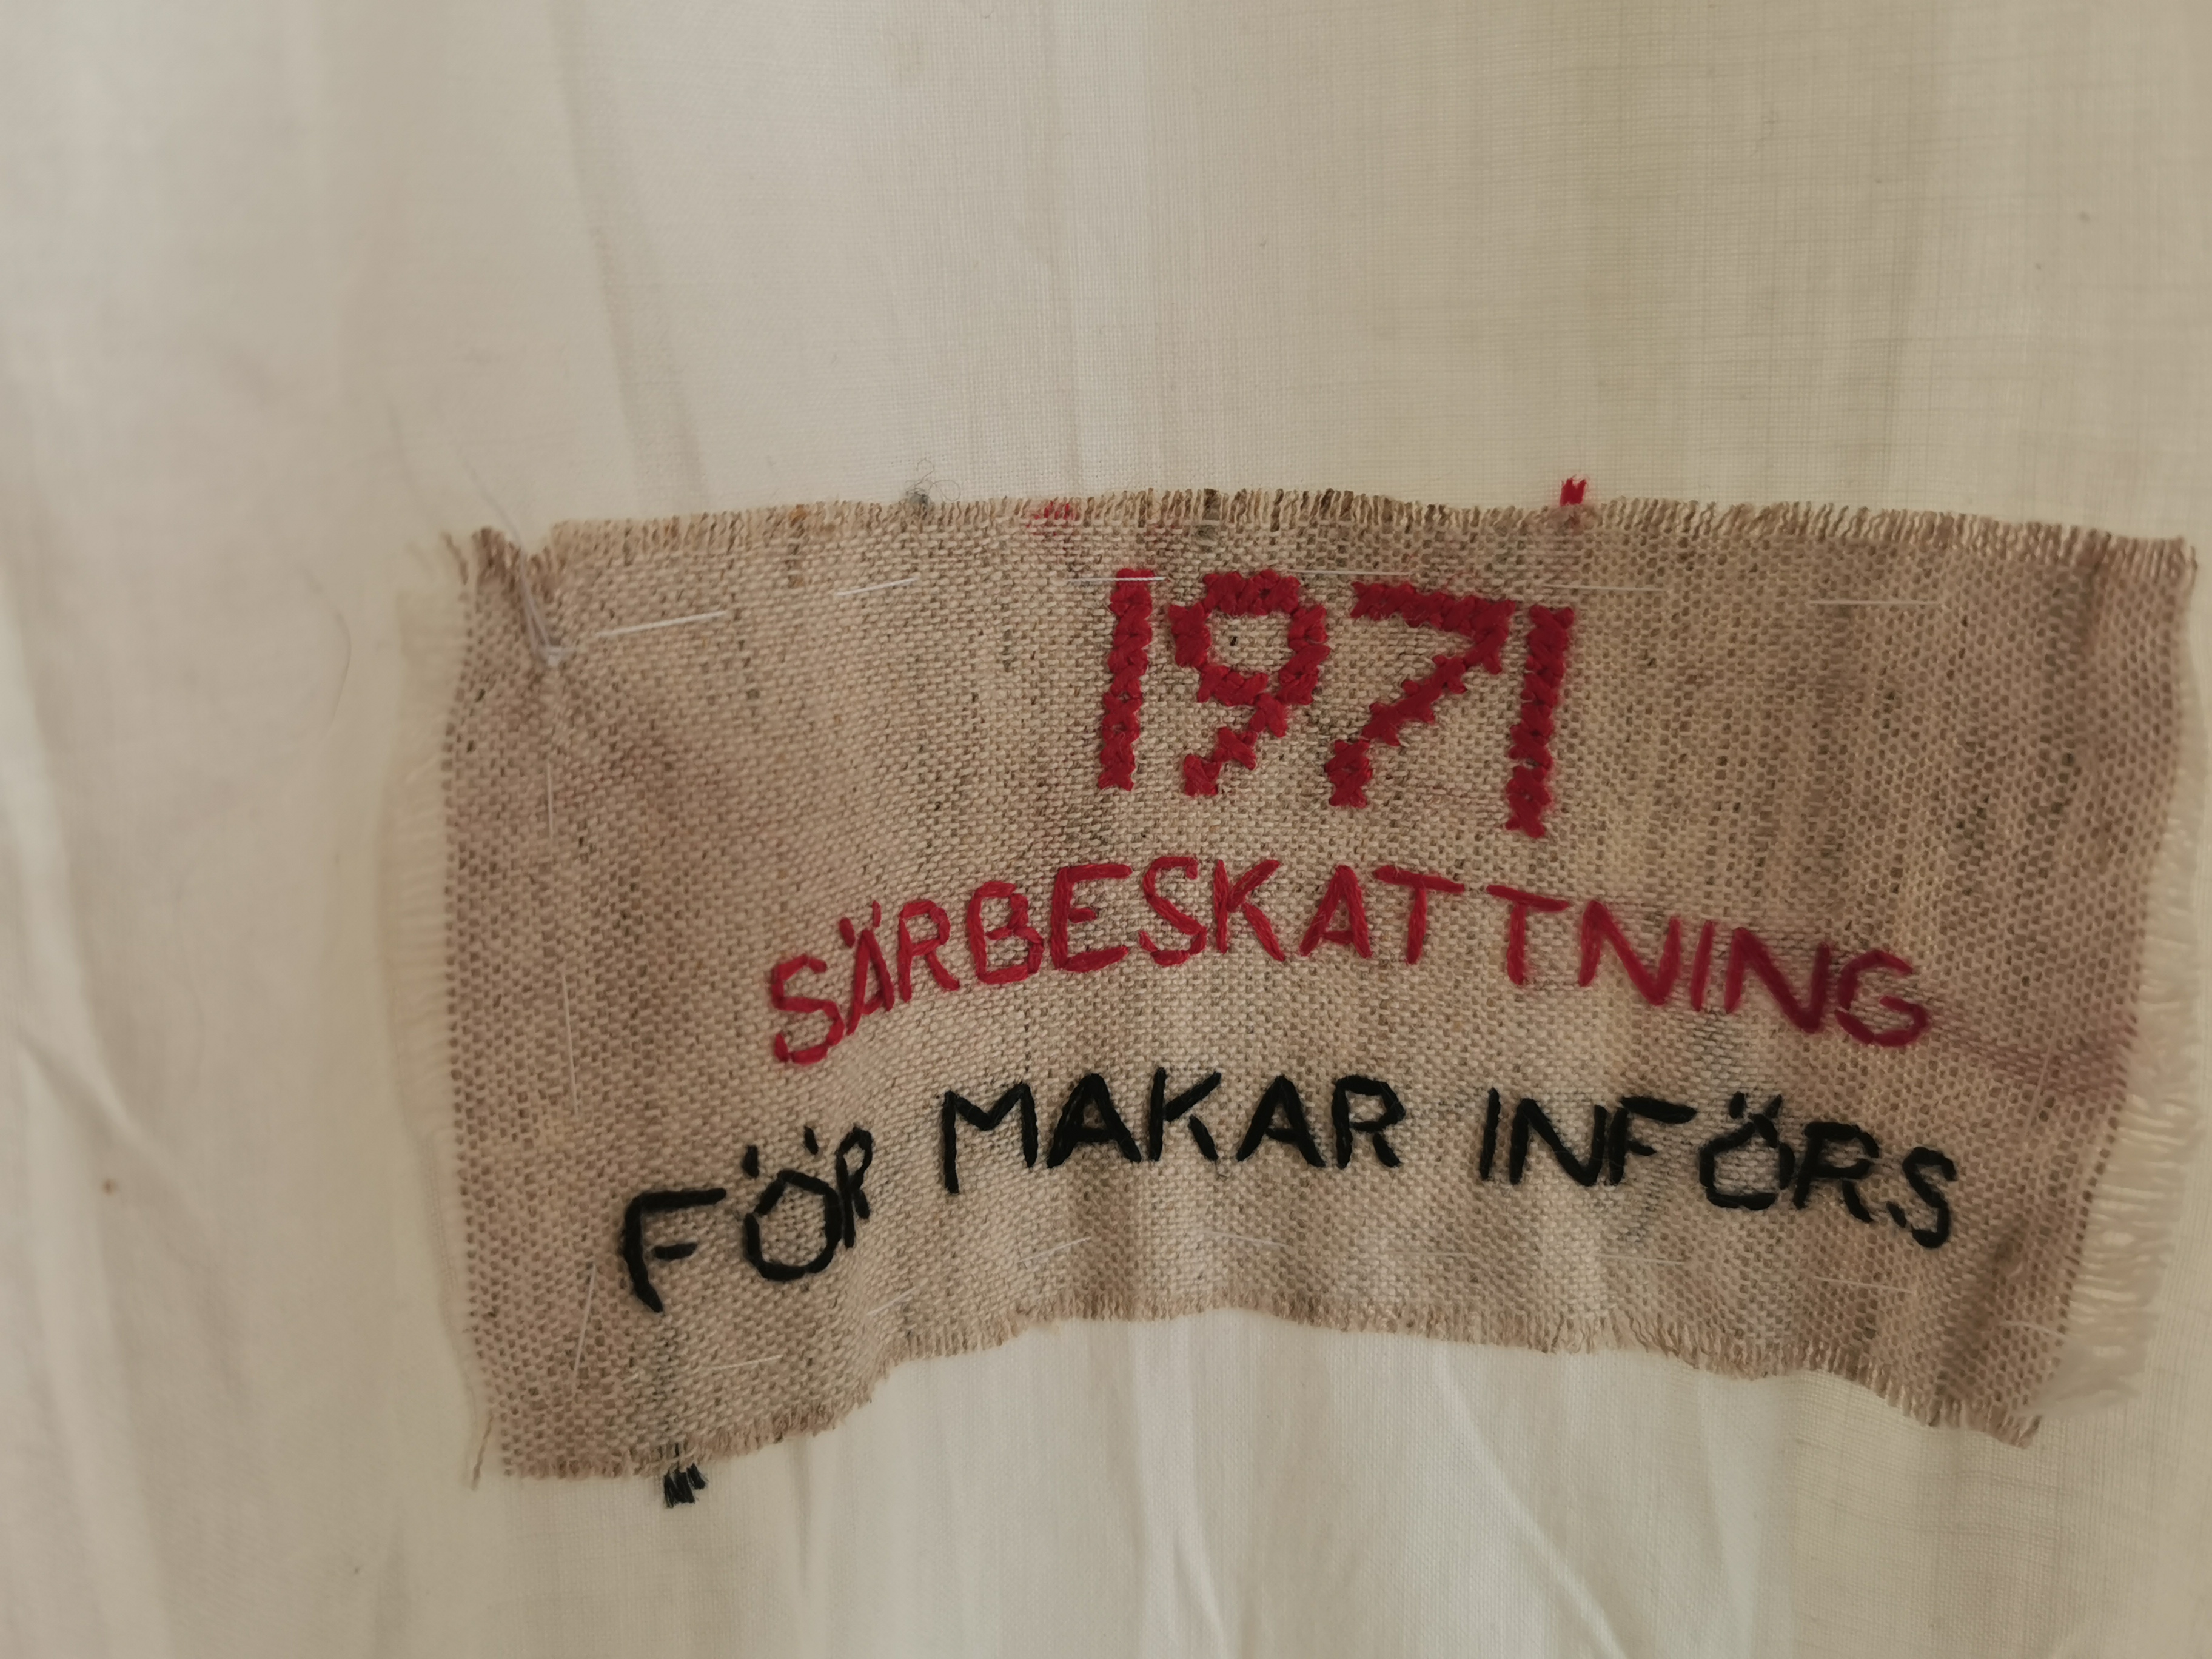 1971
SÄRBESKATTNING
FÖR MAKAR INFÖRS